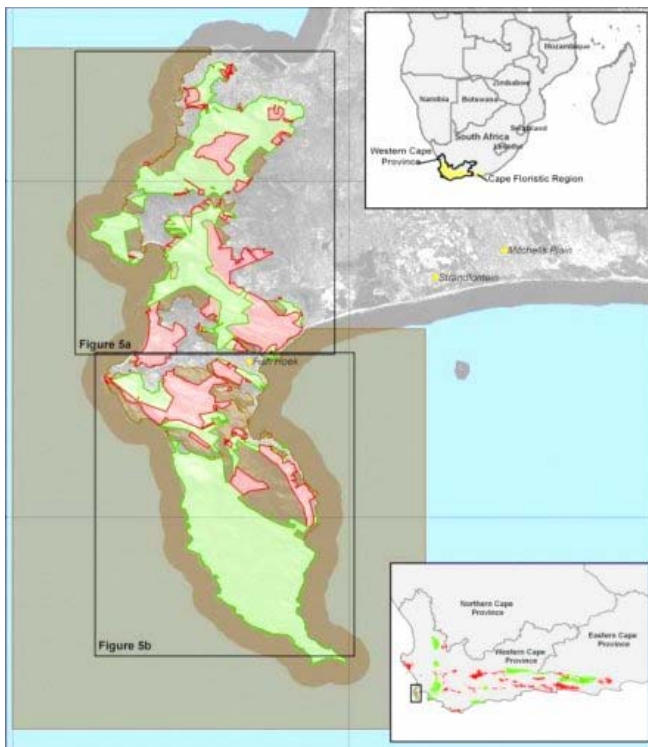 Mozambique
Zimbabwe
Namibia
Botswana
Swaziland
South Africa
Lesotho
Western Cape
Province
Cape Floristic Region
Mitchells Plain
Strandfontein
Figure 5a
Fish Hoek
Northern Cape
Province
Eastern Cape
Province
Western Cape
Province
Figure 5b